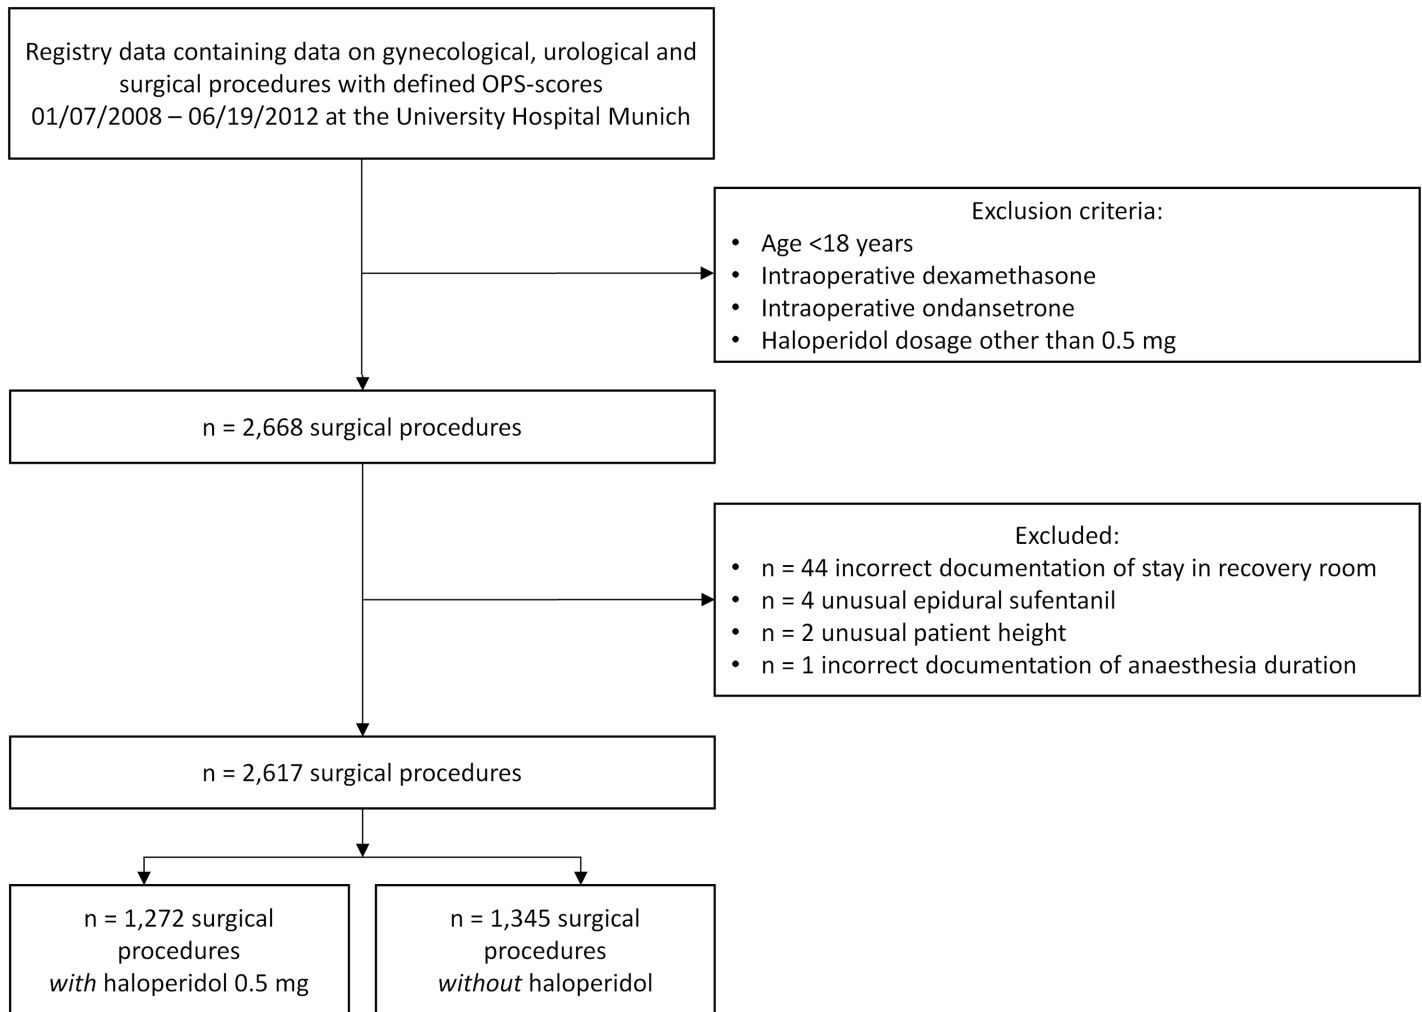 Registry data containing data on gynecological, urological and
surgical procedures with defined OPS-scores
01/07/2008 – 06/19/2012 at the University Hospital Munich
Exclusion criteria:
• Age <18 years
• Intraoperative dexamethasone
• Intraoperative ondansetrone
• Haloperidol dosage other than 0.5 mg
n = 2,668 surgical procedures
Excluded:
• n = 44 incorrect documentation of stay in recovery room
• n = 4 unusual epidural sufentanil
• n = 2 unusual patient height
• n = 1 incorrect documentation of anaesthesia duration
n = 2,617 surgical procedures
n = 1,272 surgical
procedures
with haloperidol 0.5 mg
n = 1,345 surgical
procedures
without haloperidol